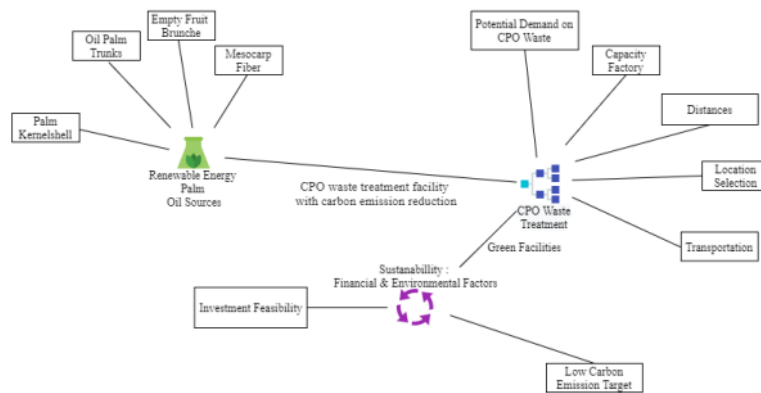 Empty Fruit
Brunche
Oil Palm
Trunks
Mesocarp
Fiber
Palm
Kernelshell
Renewable Energy
Palm
Oil Sources
Potential Demand on
CPO Waste
Capacity
Factory
Distances
Location
Selection
Transportation
CPO Waste
Treatment
CPO waste treatment facility
with carbon emission reduction
Green Facilities
Sustanabillity :
Financial & Environmental Factors
Investment Feasibility
Low Carbon
Emission Target